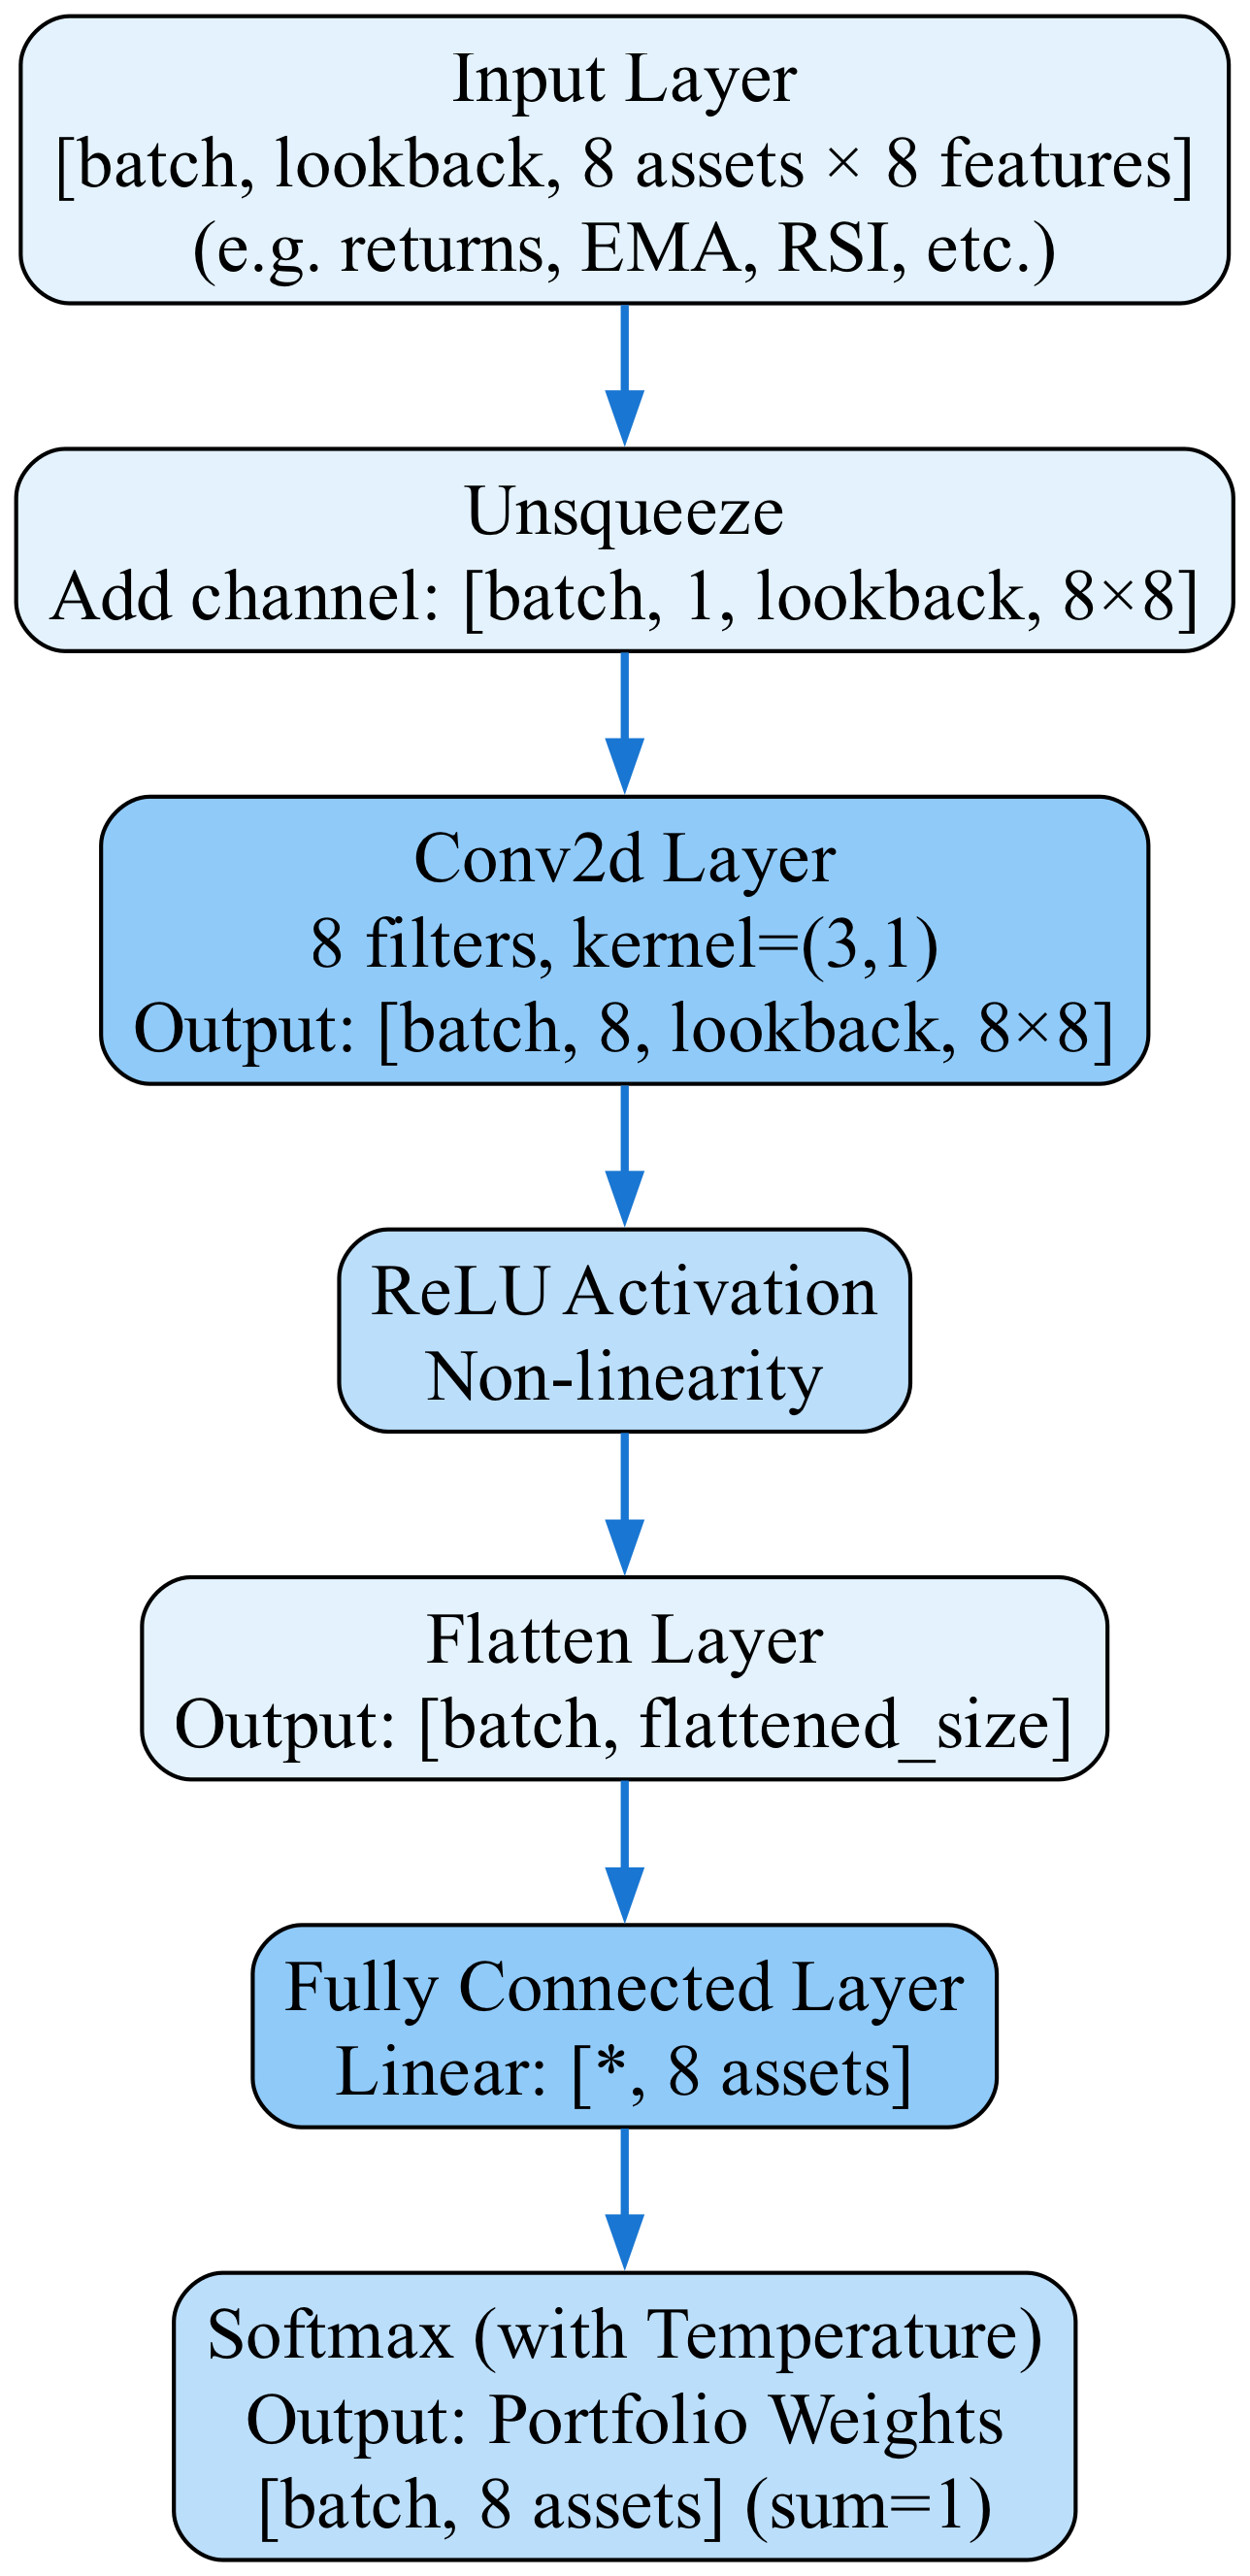 Input Layer
[batch, lookback, 8 assets × 8 features]
(e.g. returns, EMA, RSI, etc.)
Unsqueeze
Add channel: [batch, 1, lookback, 8×8]
Conv2d Layer
8 filters, kernel=(3,1)
Output: [batch, 8, lookback, 8×8]
ReLU Activation
Non-linearity
Flatten Layer
Output: [batch, flattened_size]
Fully Connected Layer
Linear: [*, 8 assets]
Softmax (with Temperature)
Output: Portfolio Weights
[batch, 8 assets] (sum=1)